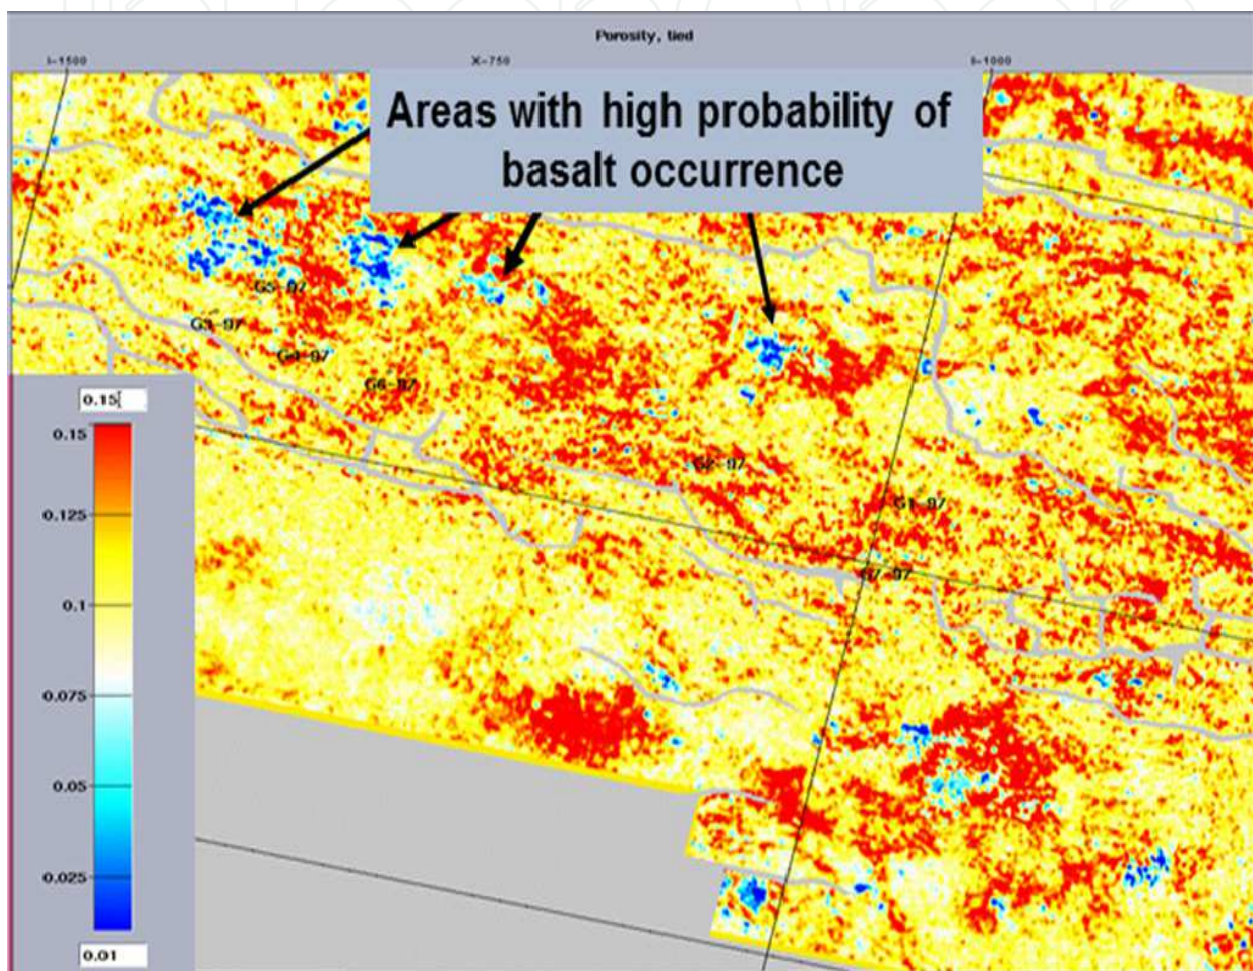 Porosity, tied
I-1500
X-750
I-1000
Areas with high probability of
basalt occurrence
G5-97
G3-97
G4-97
G6-97
G2-97
G1-97
G7-97
0.15
0.15
0.125
0.1
0.075
0.05
0.025
0.01